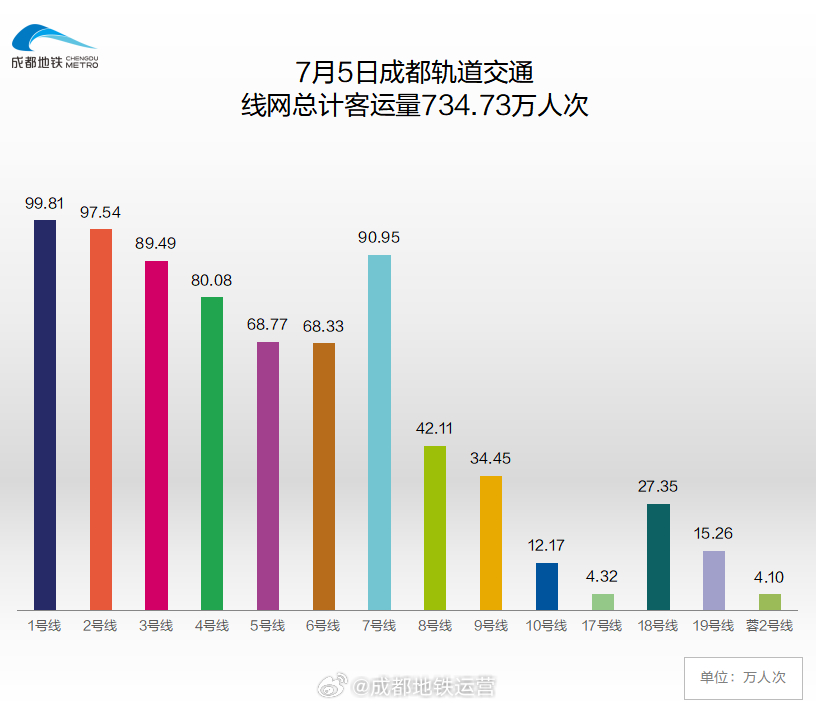 成都地铁 CHENGDU METRO
7月5日成都轨道交通
线网总计客运量734.73万人次
99.81 97.54 89.49 80.08 68.77 68.33 90.95 42.11 34.45 12.17 4.32 27.35 15.26 4.10
1号线 2号线 3号线 4号线 5号线 6号线 7号线 8号线 9号线 10号线 17号线 18号线 19号线 蓉2号线
单位：万人次
@成都地铁运营